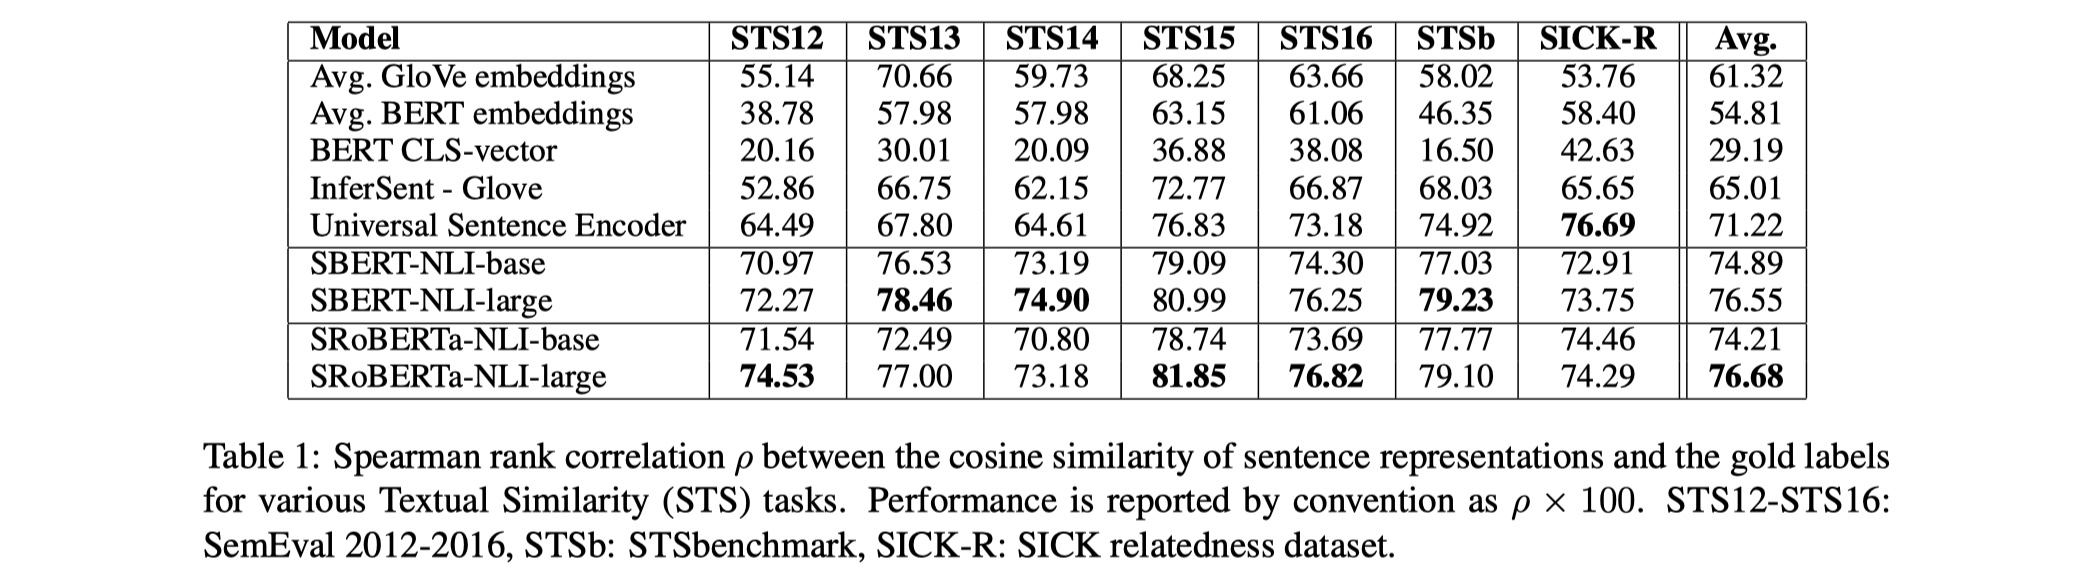 Model STS12 STS13 STS14 STS15 STS16 STSb SICK-R Avg.
Avg. GloVe embeddings 55.14 70.66 59.73 68.25 63.66 58.02 53.76 61.32
Avg. BERT embeddings 38.78 57.98 57.98 63.15 61.06 46.35 58.40 54.81
BERT CLS-vector 20.16 30.01 20.09 36.88 38.08 16.50 42.63 29.19
InferSent - Glove 52.86 66.75 62.15 72.77 66.87 68.03 65.65 65.01
Universal Sentence Encoder 64.49 67.80 64.61 76.83 73.18 74.92 76.69 71.22
SBERT-NLI-base 70.97 76.53 73.19 79.09 74.30 77.03 72.91 74.89
SBERT-NLI-large 72.27 78.46 74.90 80.99 76.25 79.23 73.75 76.55
SRoBERTa-NLI-base 71.54 72.49 70.80 78.74 73.69 77.77 74.46 74.21
SRoBERTa-NLI-large 74.53 77.00 73.18 81.85 76.82 79.10 74.29 76.68
Table 1: Spearman rank correlation ρ between the cosine similarity of sentence representations and the gold labels
for various Textual Similarity (STS) tasks. Performance is reported by convention as ρ × 100. STS12-STS16:
SemEval 2012-2016, STSb: STSbenchmark, SICK-R: SICK relatedness dataset.